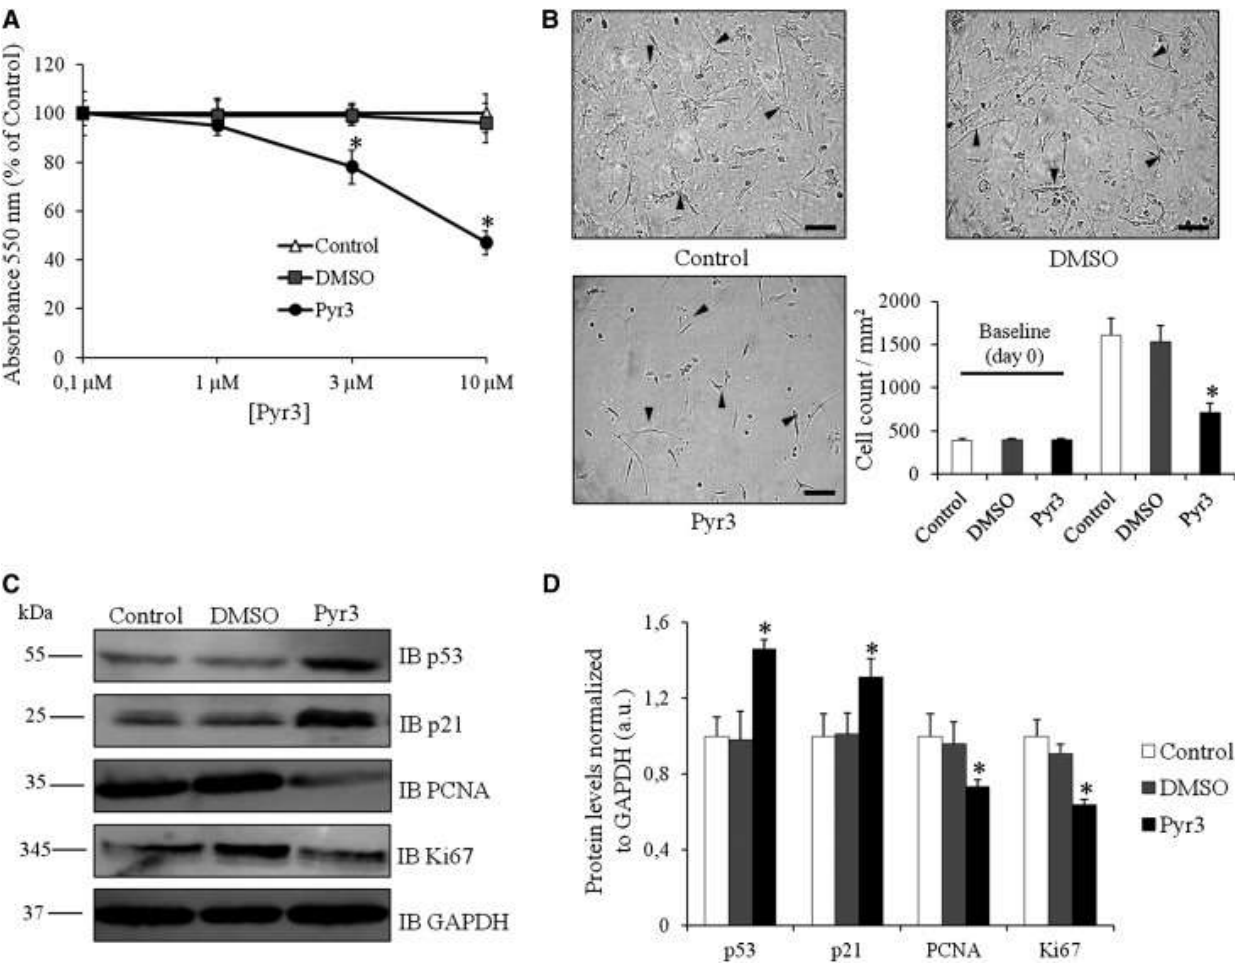 A
Absorbance 550 nm (% of Control)
120
100
80
60
40
20
0
*
*
Control
DMSO
Pyr3
0,1 µM 1 µM 3 µM 10 µM
[Pyr3]
B
Control
DMSO
Pyr3
Cell count / mm²
2000
1500
1000
500
0
Baseline
(day 0)
*
Control DMSO Pyr3 Control DMSO Pyr3
C
kDa Control DMSO Pyr3
55 IB p53
25 IB p21
35 IB PCNA
345 IB Ki67
37 IB GAPDH
D
Protein levels normalized
to GAPDH (a.u.)
1,6
1,2
0,8
0,4
0
* * * *
p53 p21 PCNA Ki67
Control
DMSO
Pyr3